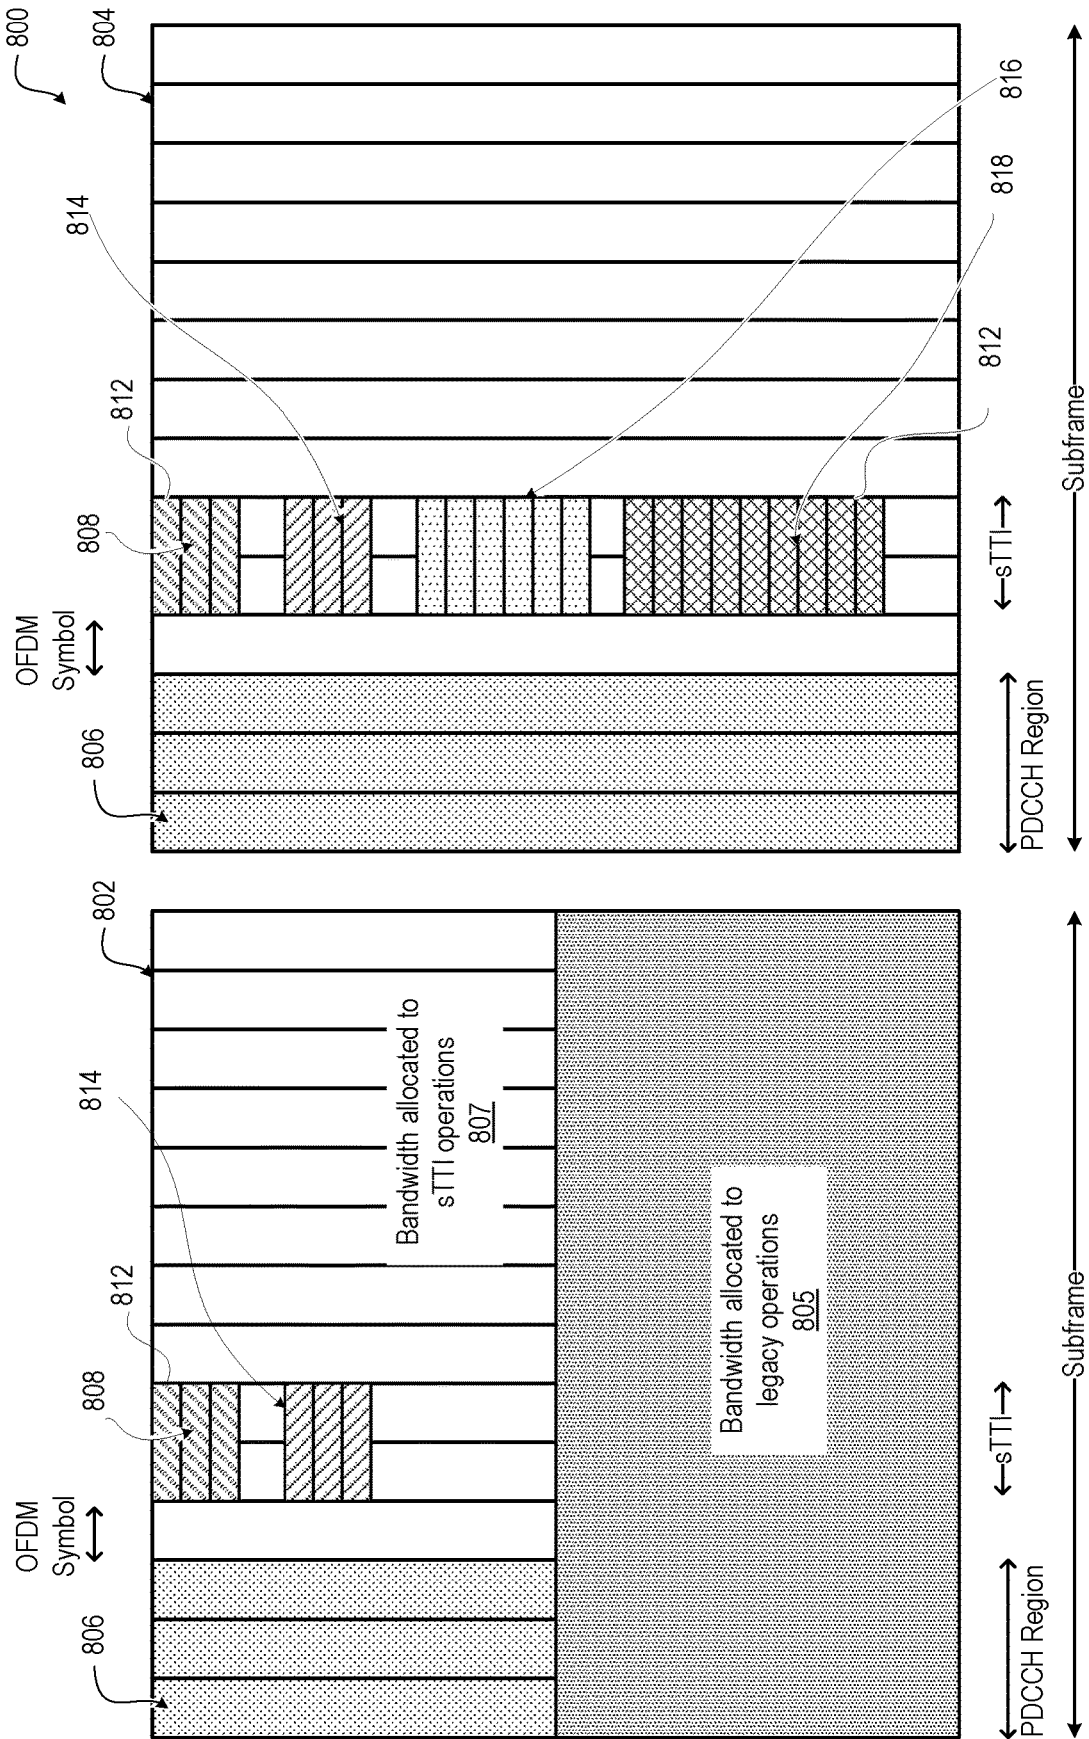 800
802
804
806
OFDM
Symbol
808
812
814
Bandwidth allocated to
sTTI operations
807
Bandwidth allocated to
legacy operations
805
PDCCH Region
sTTI
Subframe
806
OFDM
Symbol
808
812
814
816
818
812
PDCCH Region
sTTI
Subframe